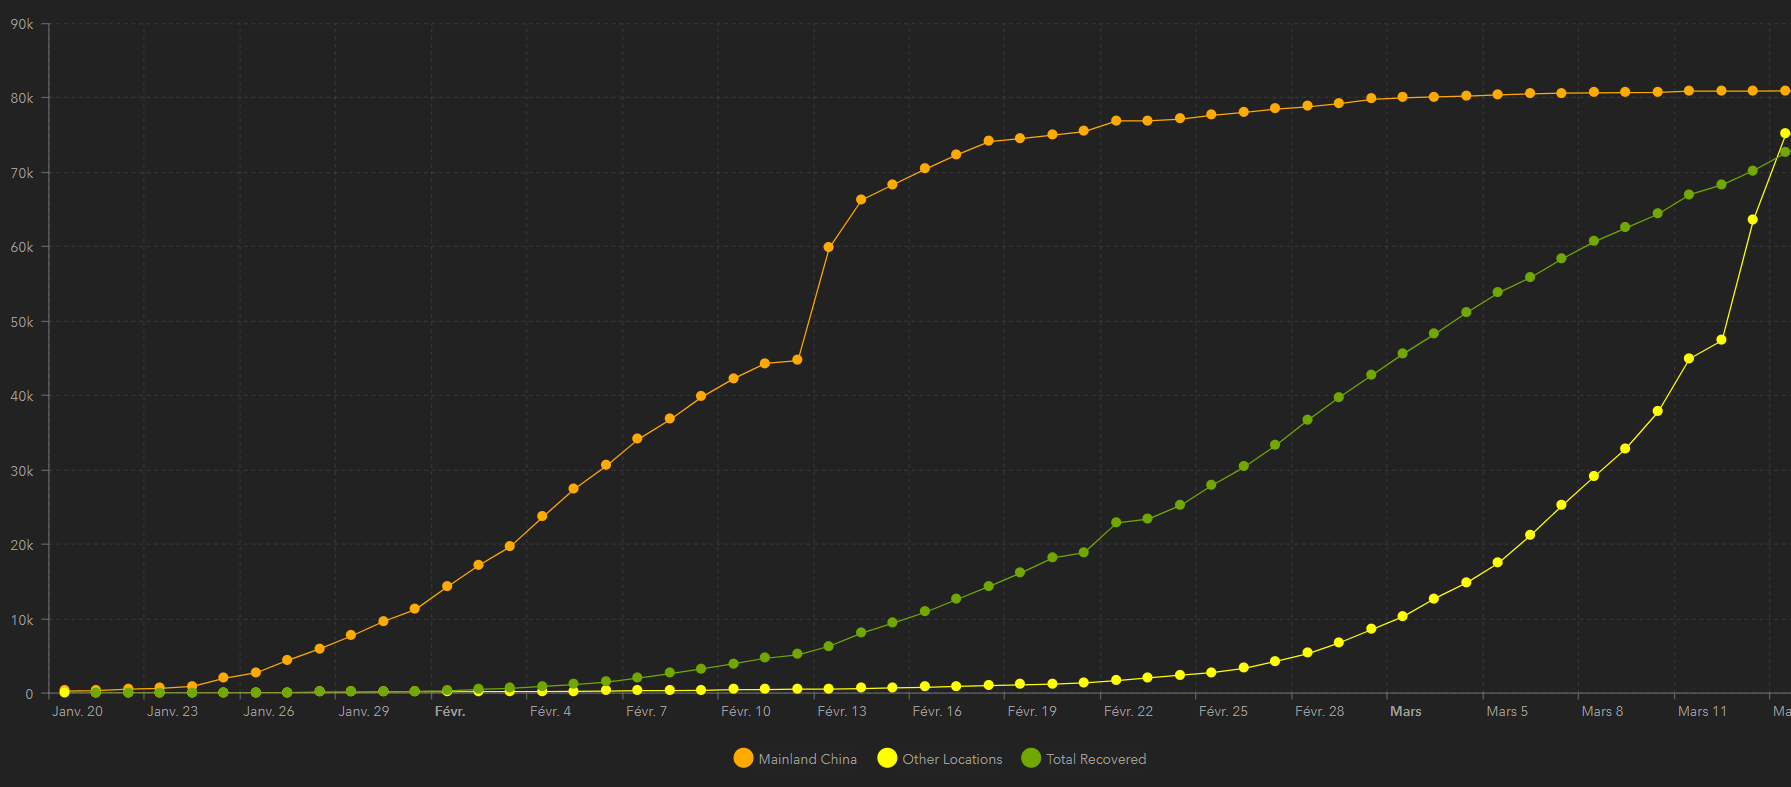 90k
80k
70k
60k
50k
40k
30k
20k
10k
0
Janv. 20 Janv. 23 Janv. 26 Janv. 29 Févr. Févr. 4 Févr. 7 Févr. 10 Févr. 13 Févr. 16 Févr. 19 Févr. 22 Févr. 25 Févr. 28 Mars Mars 5 Mars 8 Mars 11 Ma
Mainland China Other Locations Total Recovered